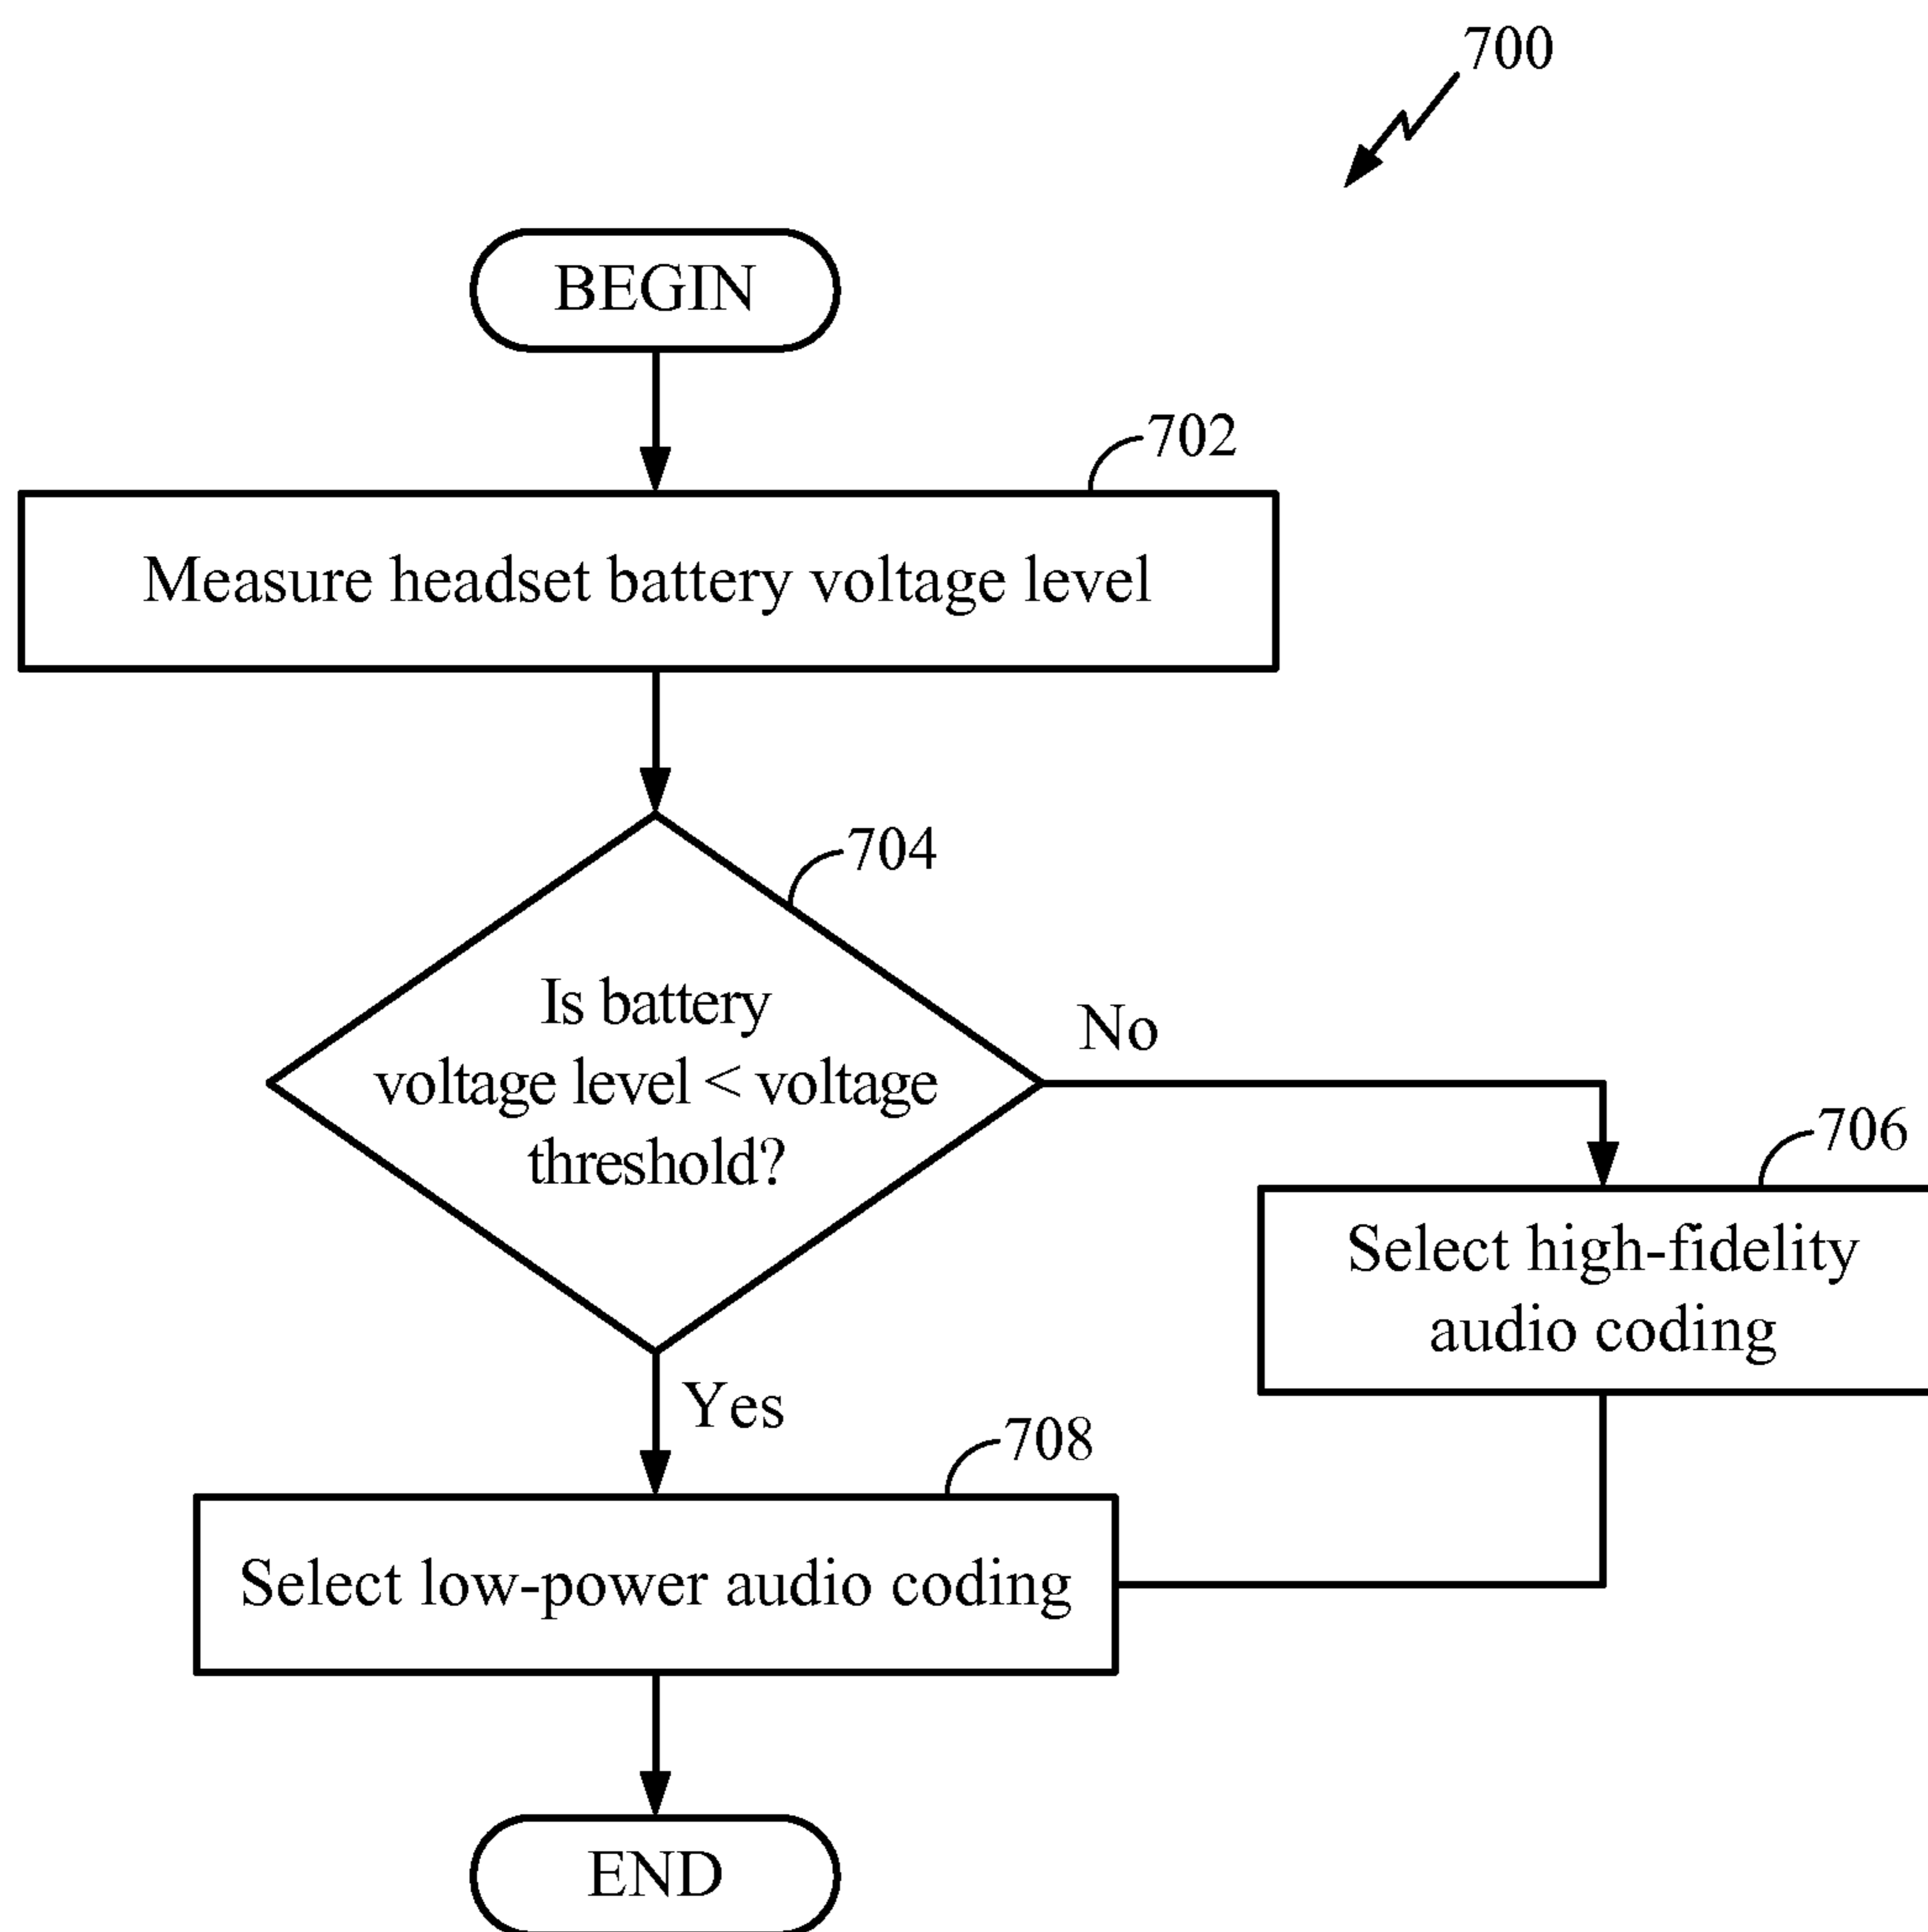 700
BEGIN
702
Measure headset battery voltage level
704
Is battery
voltage level < voltage
threshold?
No
706
Select high-fidelity
audio coding
Yes
708
Select low-power audio coding
END